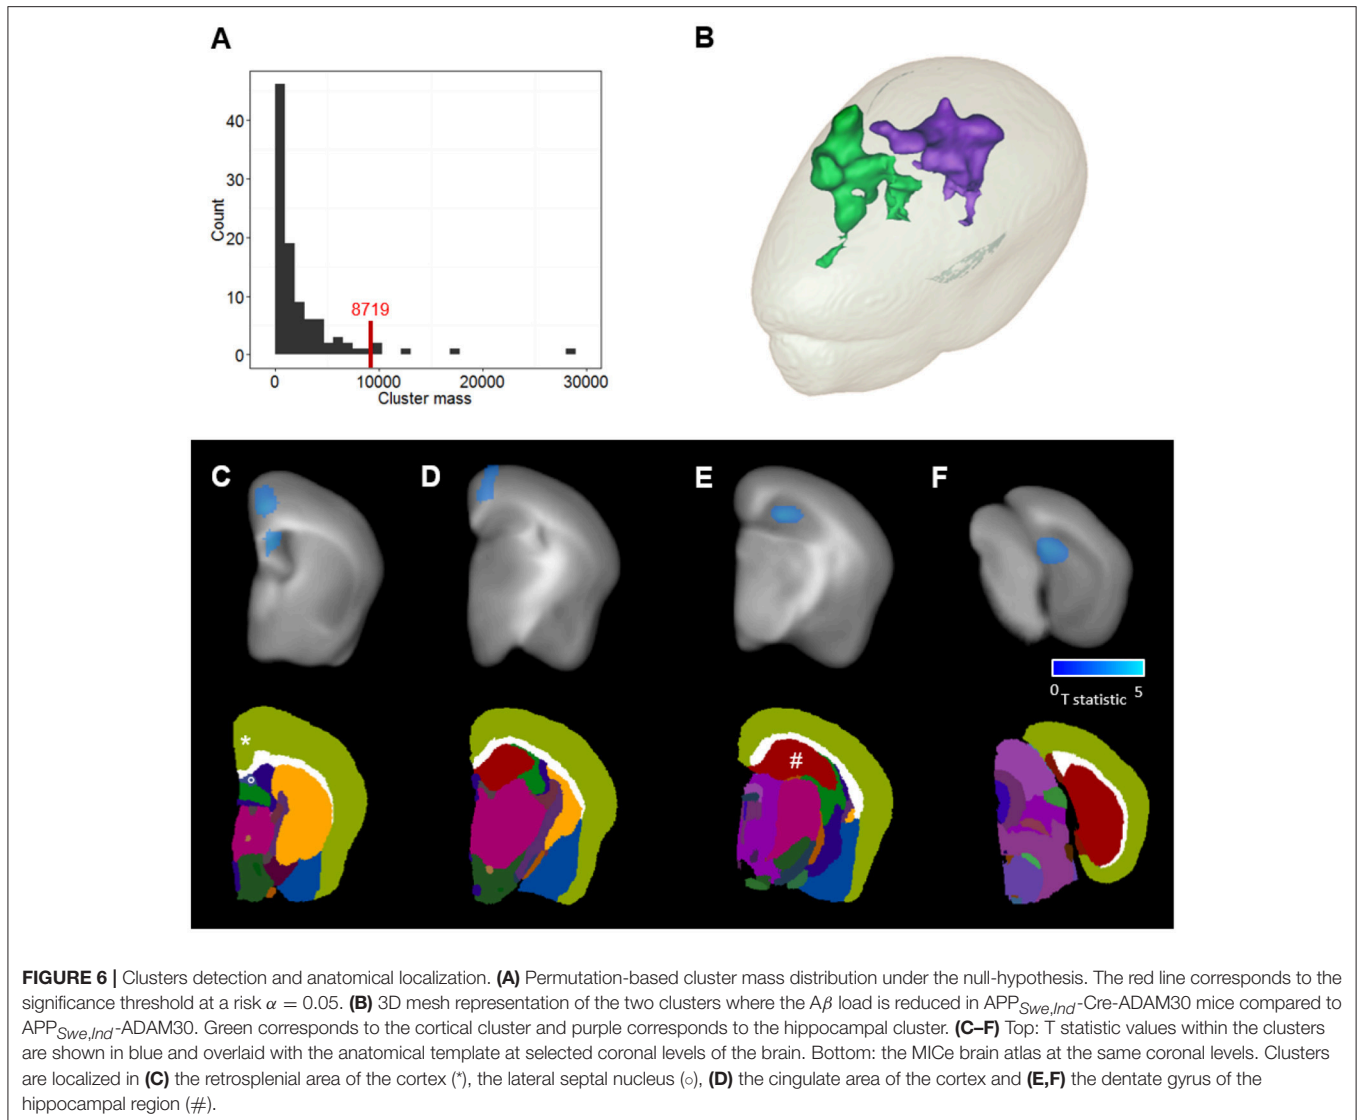 A
B
40
30
20
10
0
Count
8719
0 10000 20000 30000
Cluster mass
C D E F
0 T statistic 5
* ○ #
FIGURE 6 | Clusters detection and anatomical localization. (A) Permutation-based cluster mass distribution under the null-hypothesis. The red line corresponds to the
significance threshold at a risk α = 0.05. (B) 3D mesh representation of the two clusters where the Aβ load is reduced in APPSwe,Ind-Cre-ADAM30 mice compared to
APPSwe,Ind-ADAM30. Green corresponds to the cortical cluster and purple corresponds to the hippocampal cluster. (C–F) Top: T statistic values within the clusters
are shown in blue and overlaid with the anatomical template at selected coronal levels of the brain. Bottom: the MICe brain atlas at the same coronal levels. Clusters
are localized in (C) the retrosplenial area of the cortex (*), the lateral septal nucleus (○), (D) the cingulate area of the cortex and (E,F) the dentate gyrus of the
hippocampal region (#).